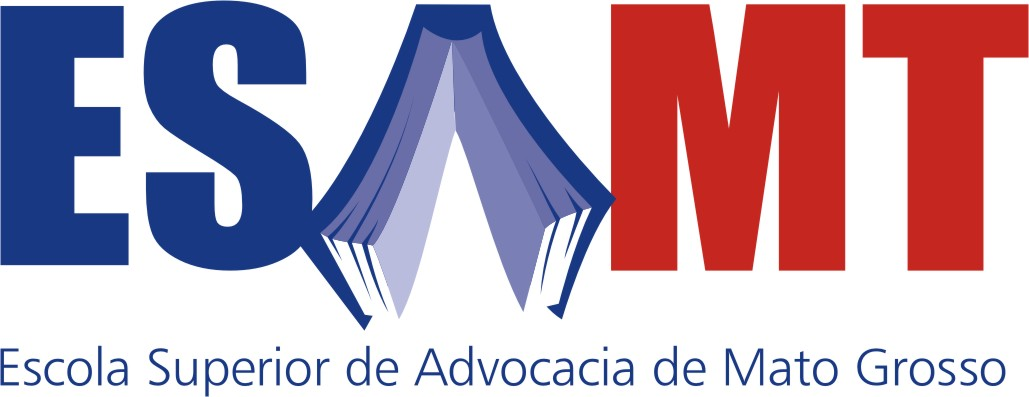 ESAMT
Escola Superior de Advocacia de Mato Grosso